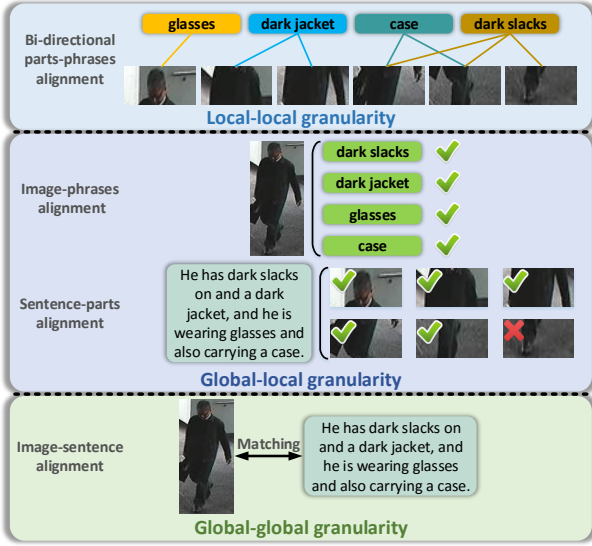 glasses
dark jacket
case
dark slacks
Bi-directional
parts-phrases
alignment
Local-local granularity
Image-phrases
alignment
dark slacks
dark jacket
glasses
case
Sentence-parts
alignment
He has dark slacks
on and a dark
jacket, and he is
wearing glasses and
also carrying a case.
Global-local granularity
Image-sentence
alignment
Matching
He has dark slacks on
and a dark jacket, and
he is wearing glasses
and also carrying a case.
Global-global granularity